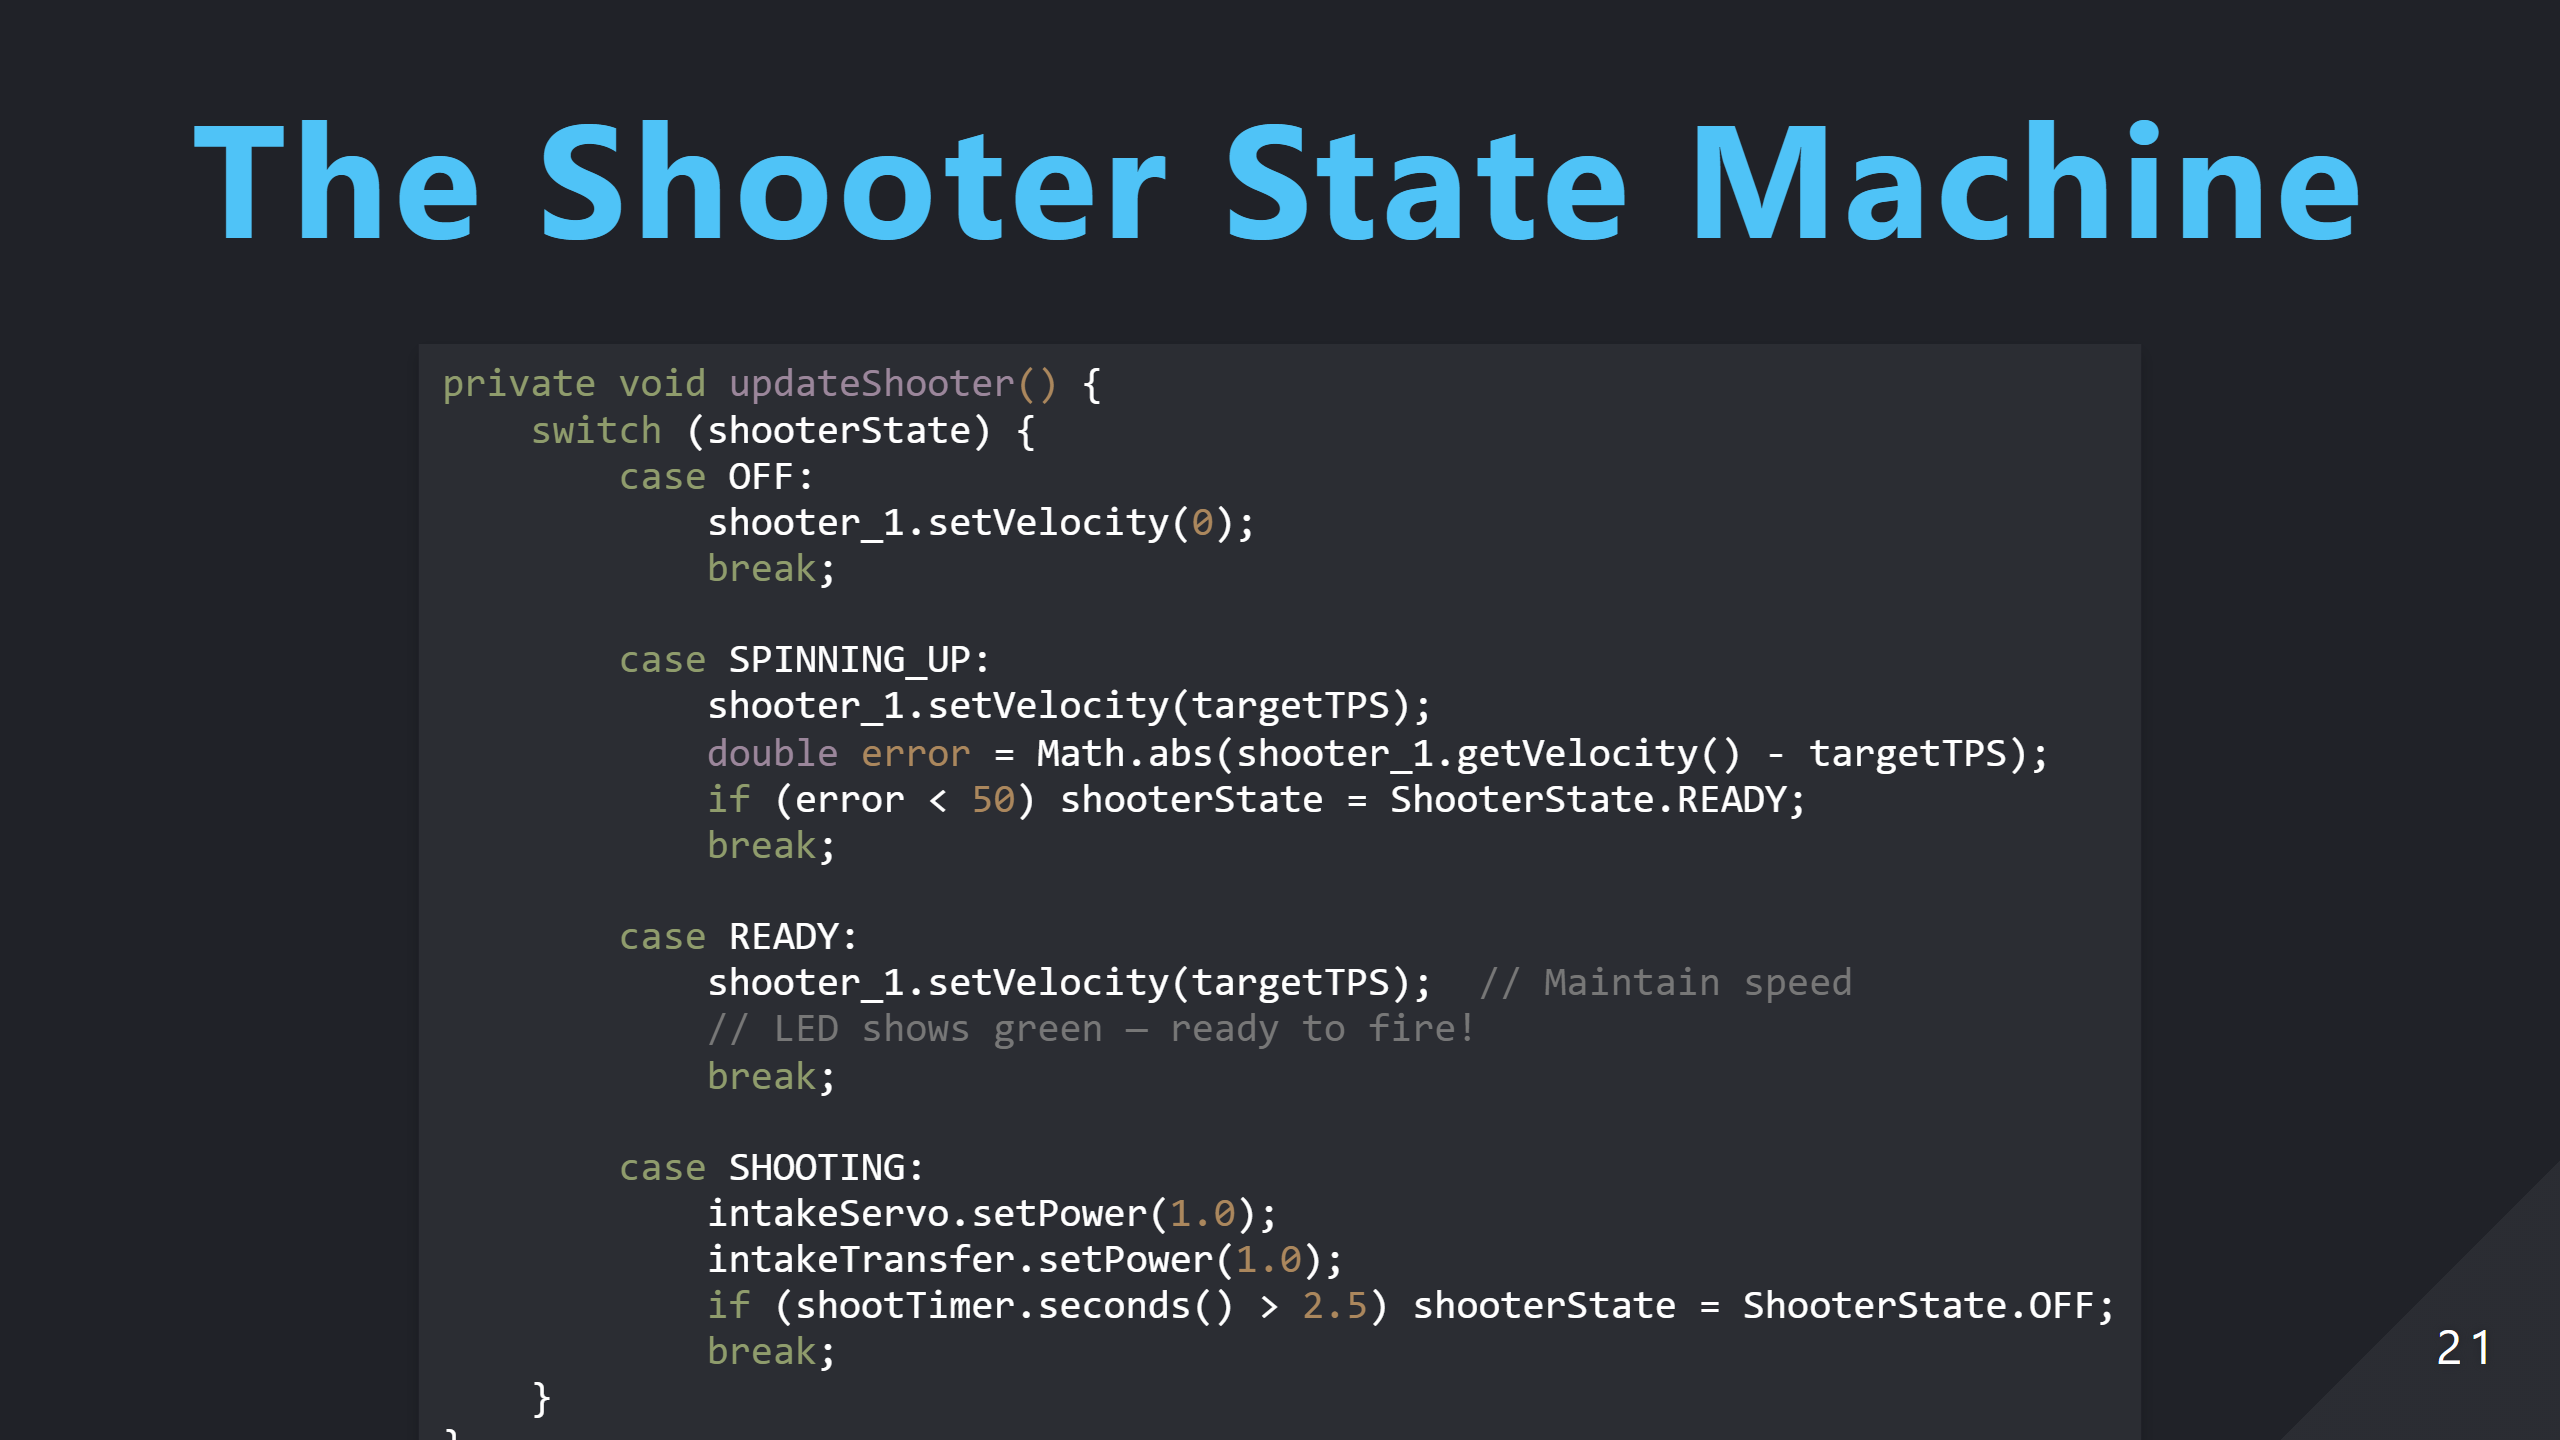 The Shooter State Machine
private void updateShooter() {
    switch (shooterState) {
        case OFF:
            shooter_1.setVelocity(0);
            break;

        case SPINNING_UP:
            shooter_1.setVelocity(targetTPS);
            double error = Math.abs(shooter_1.getVelocity() - targetTPS);
            if (error < 50) shooterState = ShooterState.READY;
            break;

        case READY:
            shooter_1.setVelocity(targetTPS);  // Maintain speed
            // LED shows green — ready to fire!
            break;

        case SHOOTING:
            intakeServo.setPower(1.0);
            intakeTransfer.setPower(1.0);
            if (shootTimer.seconds() > 2.5) shooterState = ShooterState.OFF;
            break;
    }
}
21